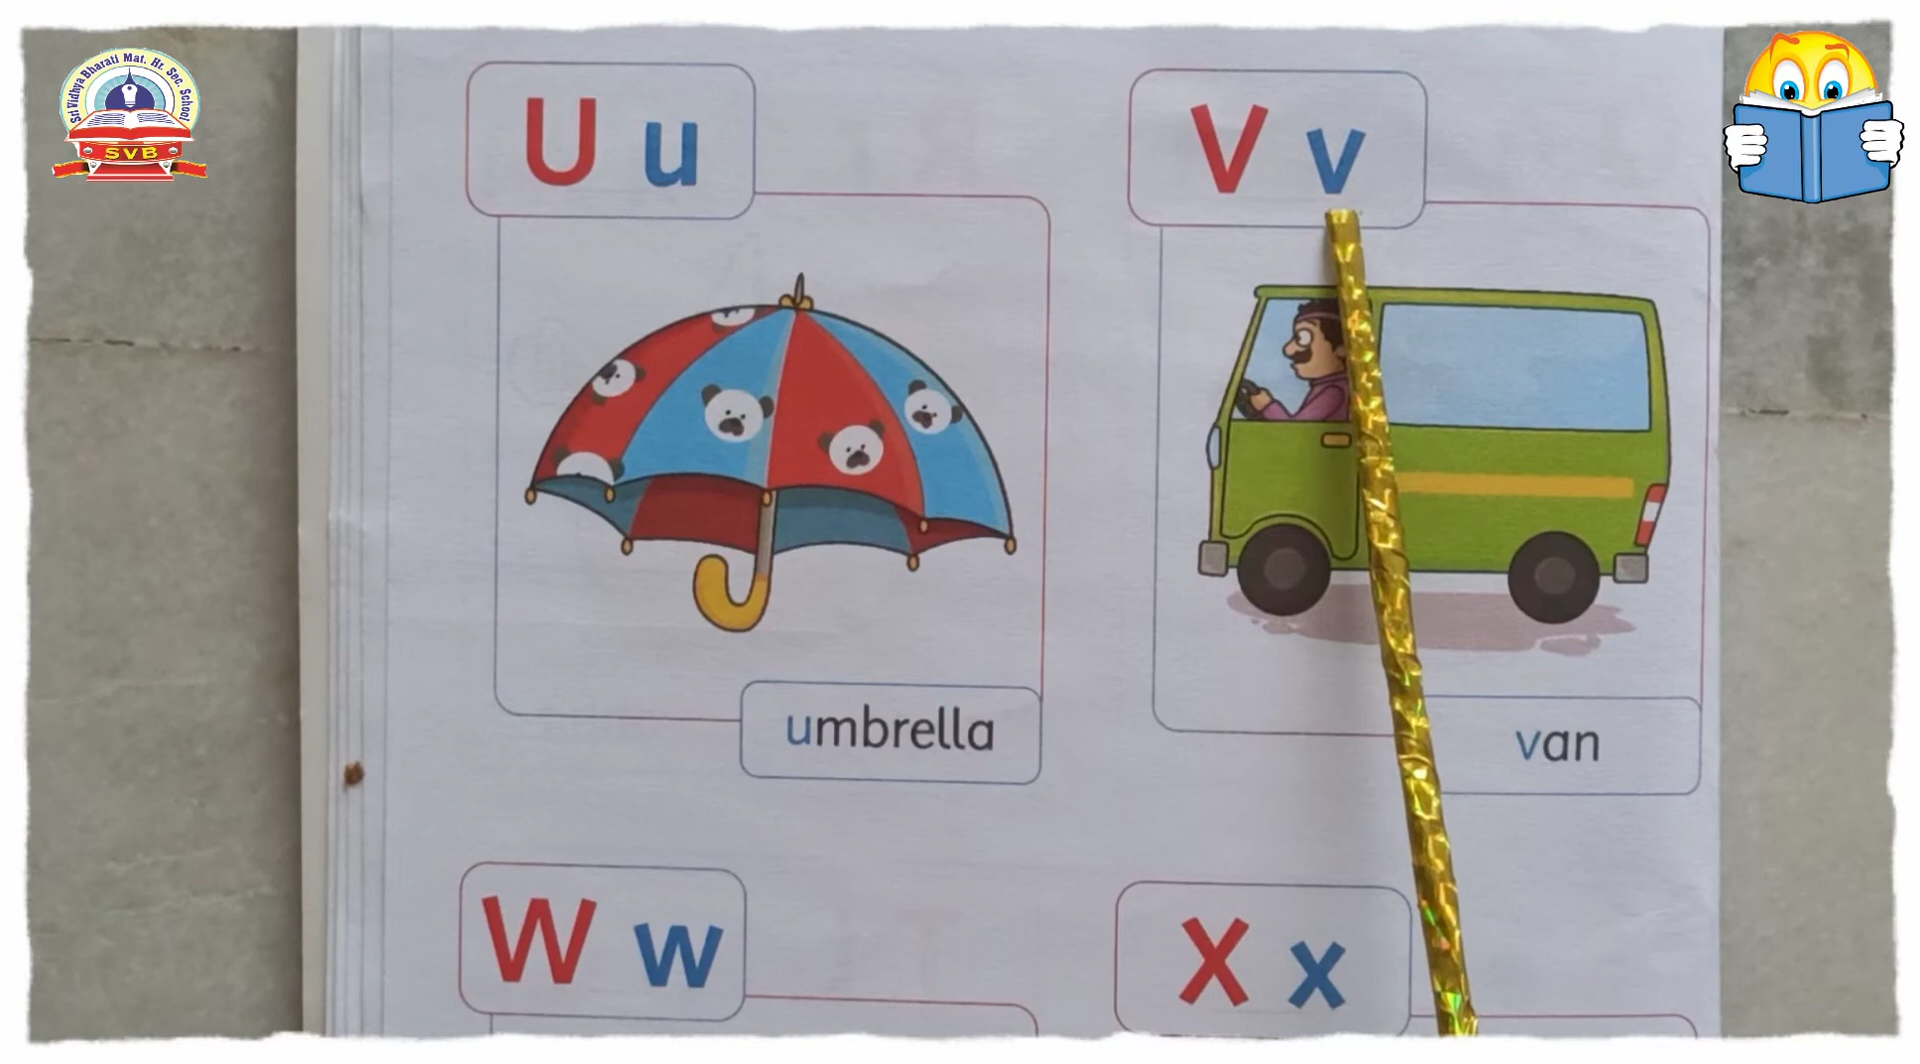 Sri Vidhya Bharati Mat. Hr. Sec. School
SVB
U u
V v
umbrella
van
W w
X x